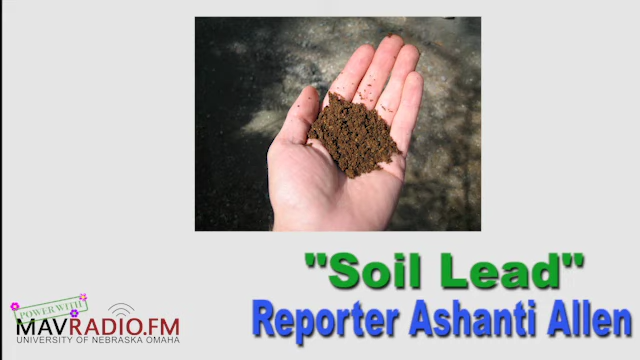 "Soil Lead"
Reporter Ashanti Allen
POWER WITH
MAVRADIO.FM
UNIVERSITY OF NEBRASKA OMAHA